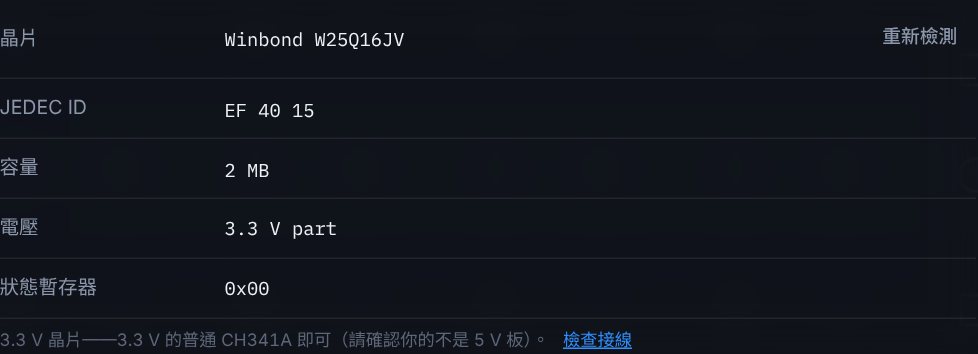 晶片 Winbond W25Q16JV 重新檢測
JEDEC ID EF 40 15
容量 2 MB
電壓 3.3 V part
狀態暫存器 0x00
3.3 V 晶片——3.3 V 的普通 CH341A 即可（請確認你的不是 5 V 板）。 檢查接線